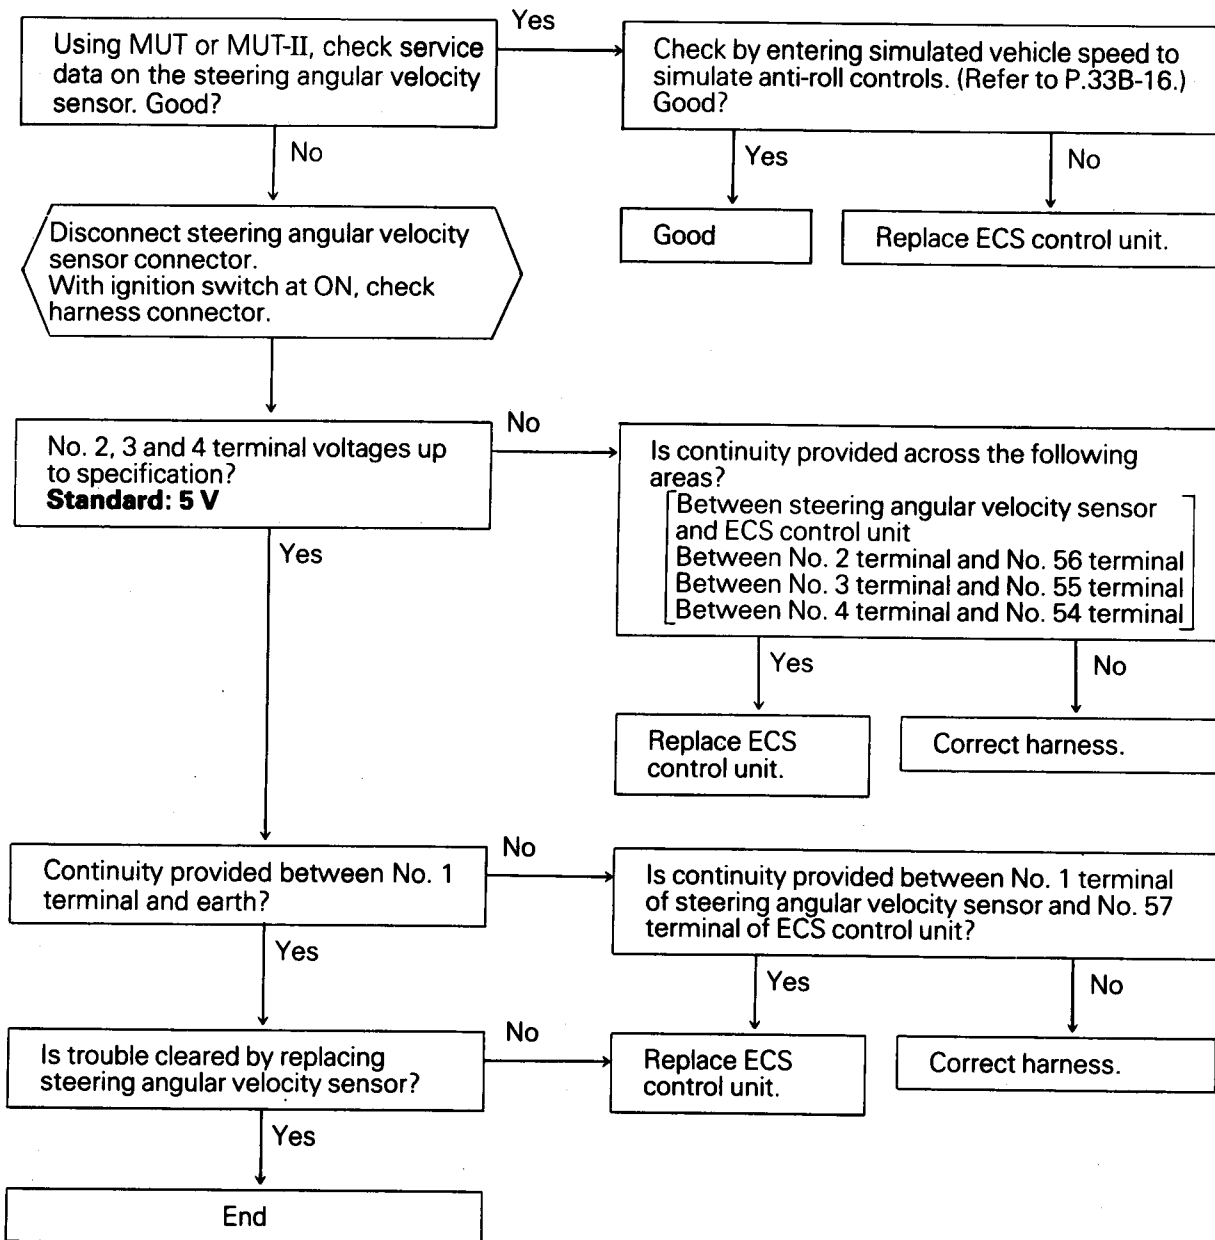 Using MUT or MUT-II, check service
data on the steering angular velocity
sensor. Good?
Yes
Check by entering simulated vehicle speed to
simulate anti-roll controls. (Refer to P.33B-16.)
Good?
No
Yes
No
Good
Replace ECS control unit.
Disconnect steering angular velocity
sensor connector.
With ignition switch at ON, check
harness connector.
No. 2, 3 and 4 terminal voltages up
to specification?
Standard: 5 V
No
Is continuity provided across the following
areas?
Between steering angular velocity sensor
and ECS control unit
Between No. 2 terminal and No. 56 terminal
Between No. 3 terminal and No. 55 terminal
Between No. 4 terminal and No. 54 terminal
Yes
Yes
No
Replace ECS
control unit.
Correct harness.
Continuity provided between No. 1
terminal and earth?
No
Is continuity provided between No. 1 terminal
of steering angular velocity sensor and No. 57
terminal of ECS control unit?
Yes
Yes
No
Is trouble cleared by replacing
steering angular velocity sensor?
No
Replace ECS
control unit.
Correct harness.
Yes
End